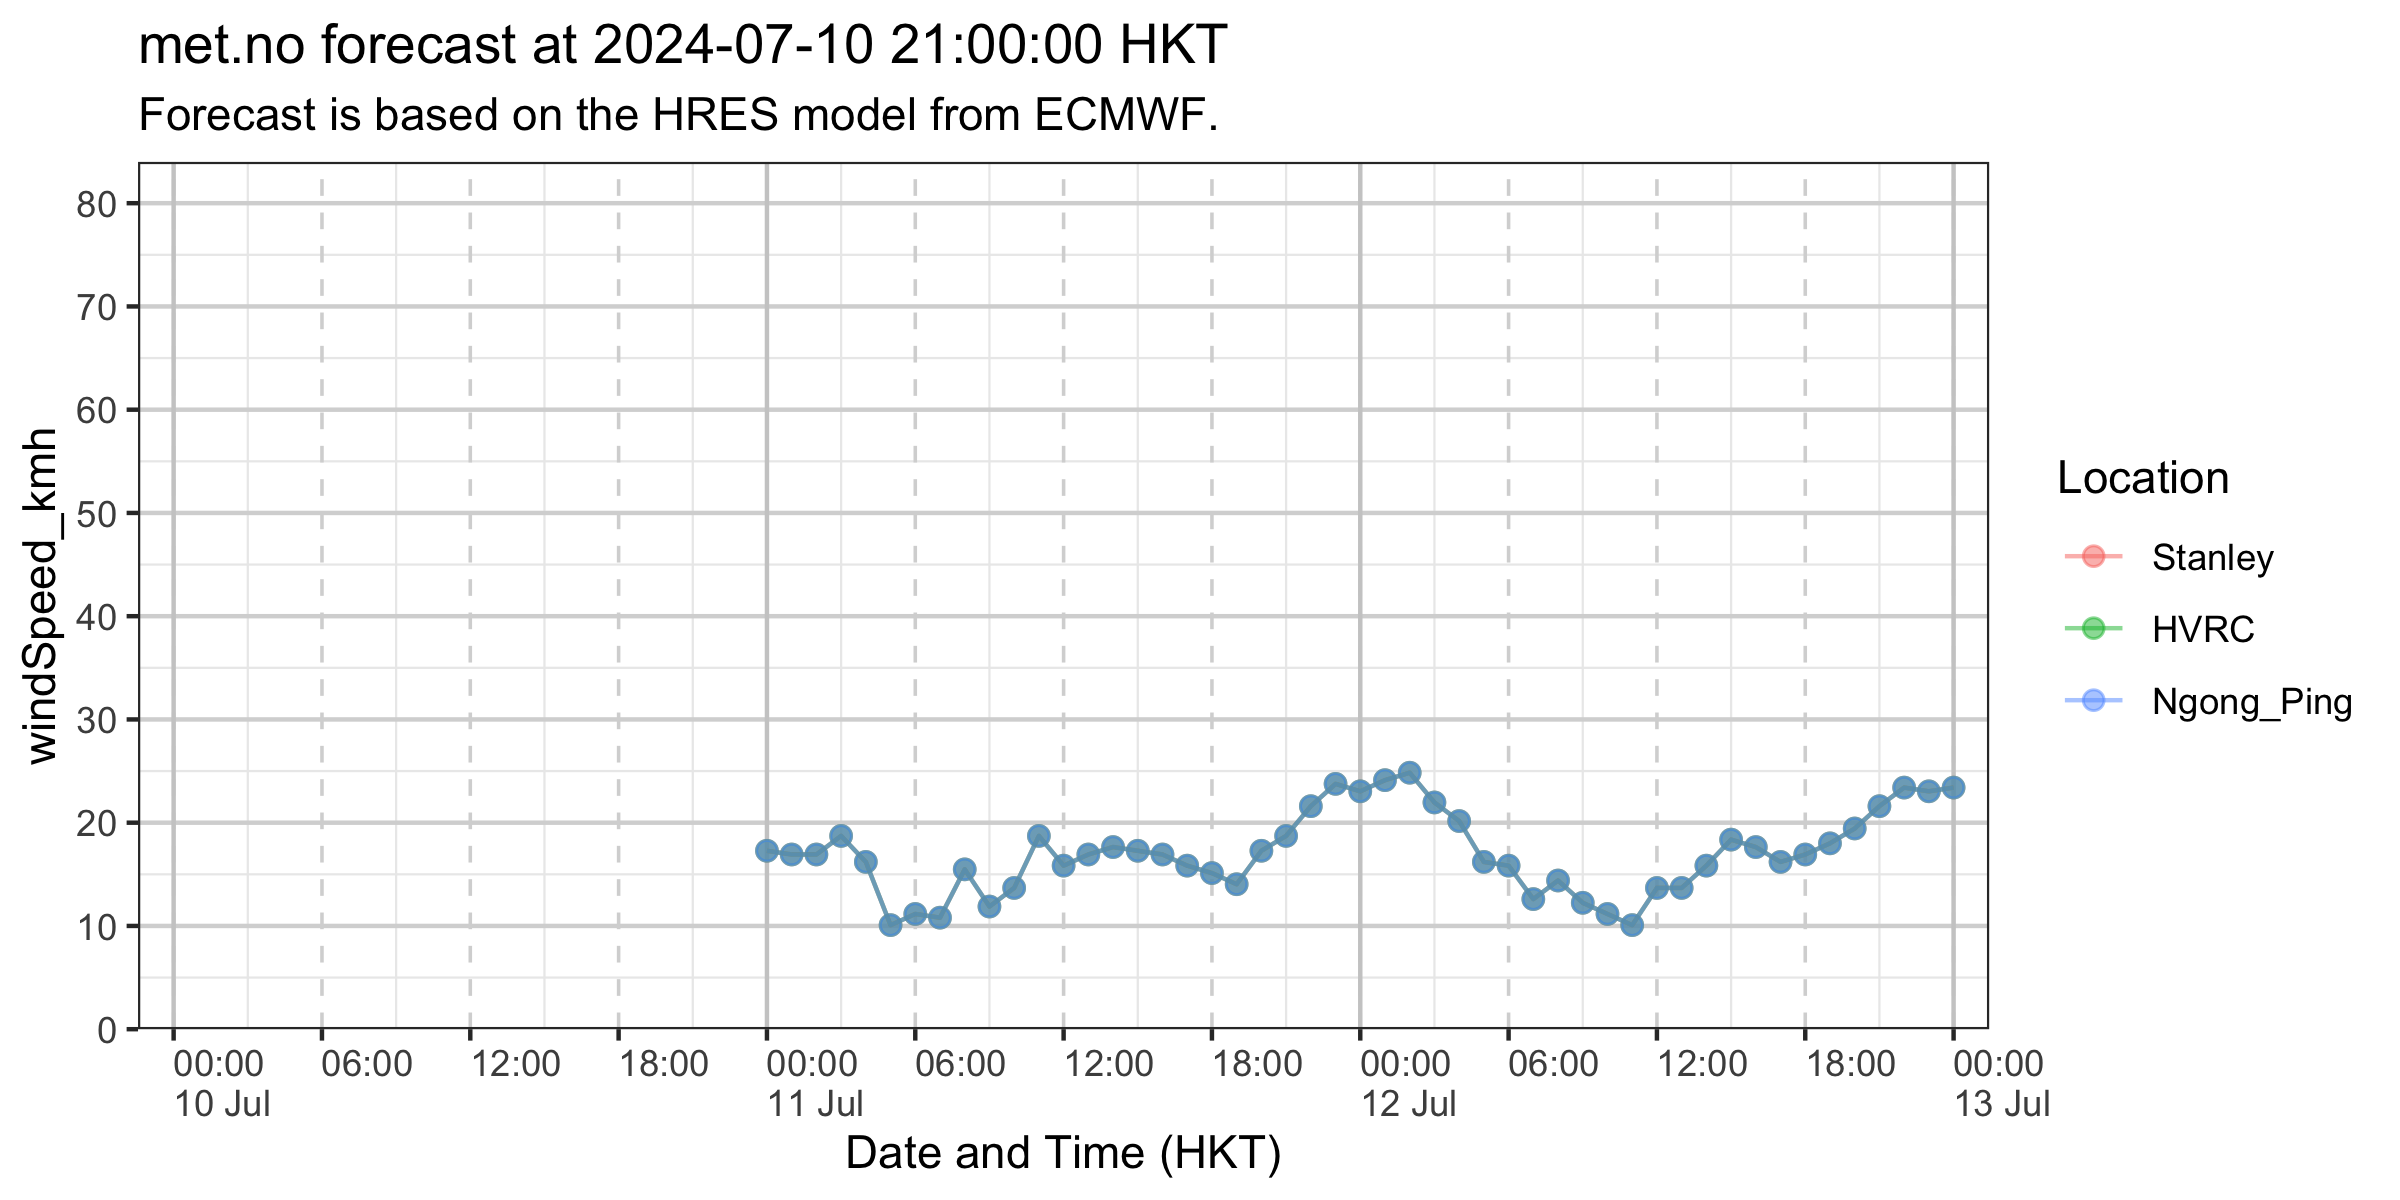 met.no forecast at 2024-07-10 21:00:00 HKT
Forecast is based on the HRES model from ECMWF.
windSpeed_kmh
80
70
60
50
40
30
20
10
0
00:00 06:00 12:00 18:00 00:00 06:00 12:00 18:00 00:00 06:00 12:00 18:00 00:00
10 Jul 11 Jul 12 Jul 13 Jul
Date and Time (HKT)
Location
Stanley
HVRC
Ngong_Ping